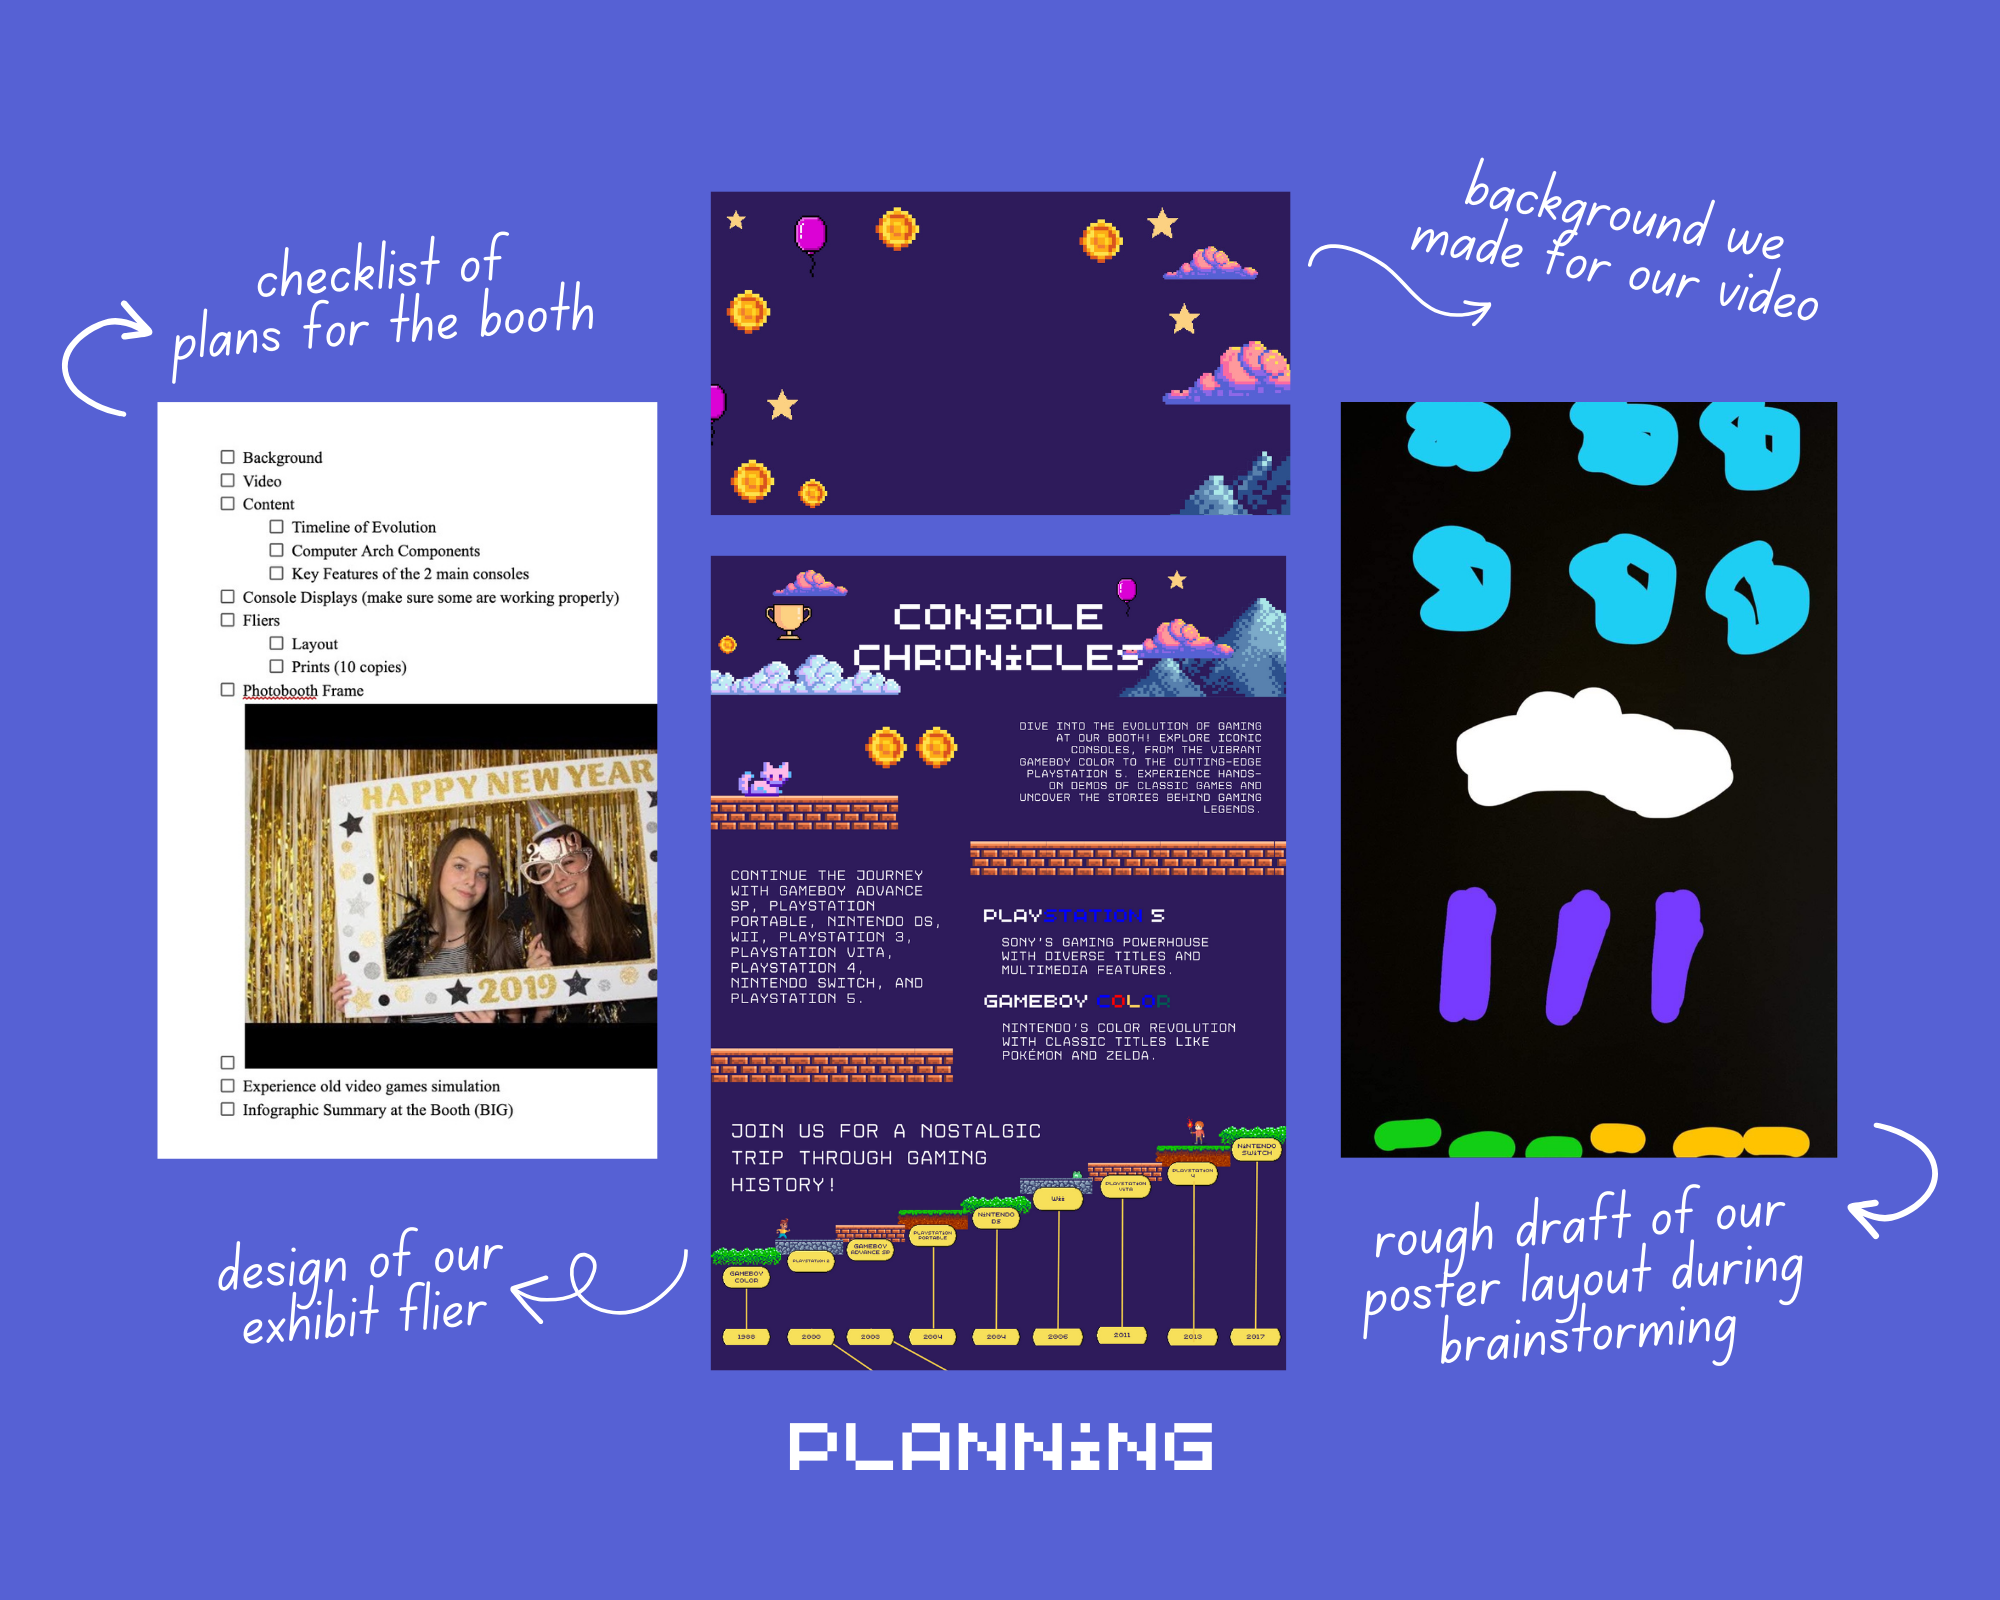 checklist of
plans for the booth
background we
made for our video
Background
Video
Content
Timeline of Evolution
Computer Arch Components
Key Features of the 2 main consoles
Console Displays (make sure some are working properly)
Fliers
Layout
Prints (10 copies)
Photobooth Frame
HAPPY NEW YEAR
2019
2019
Experience old video games simulation
Infographic Summary at the Booth (BIG)
CONSOLE
CHRONiCLES
DIVE INTO THE EVOLUTION OF GAMING
AT OUR BOOTH! EXPLORE ICONIC
CONSOLES, FROM THE VIBRANT
GAMEBOY COLOR TO THE CUTTING-EDGE
PLAYSTATION 5. EXPERIENCE HANDS-
ON DEMOS OF CLASSIC GAMES AND
UNCOVER THE STORIES BEHIND GAMING
LEGENDS.
CONTINUE THE JOURNEY
WITH GAMEBOY ADVANCE
SP, PLAYSTATION
PORTABLE, NINTENDO DS,
WII, PLAYSTATION 3,
PLAYSTATION VITA,
PLAYSTATION 4,
NINTENDO SWITCH, AND
PLAYSTATION 5.
PLAYSTATION 5
SONY'S GAMING POWERHOUSE
WITH DIVERSE TITLES AND
MULTIMEDIA FEATURES.
GAMEBOY COLOR
NINTENDO'S COLOR REVOLUTION
WITH CLASSIC TITLES LIKE
POKÉMON AND ZELDA.
JOIN US FOR A NOSTALGIC
TRIP THROUGH GAMING
HISTORY!
GAMEBOY
COLOR
PLAYSTATION
GAMEBOY
ADVANCE SP
PLAYSTATION
PORTABLE
NiNTENDO
DS
Wii
PLAYSTATION
VITA
PLAYSTATION
4
NiNTENDO
SWiTCH
2000
2003
2004
2004
2006
2011
2013
2017
design of our
exhibit flier
rough draft of our
poster layout during
brainstorming
PLANNiNG